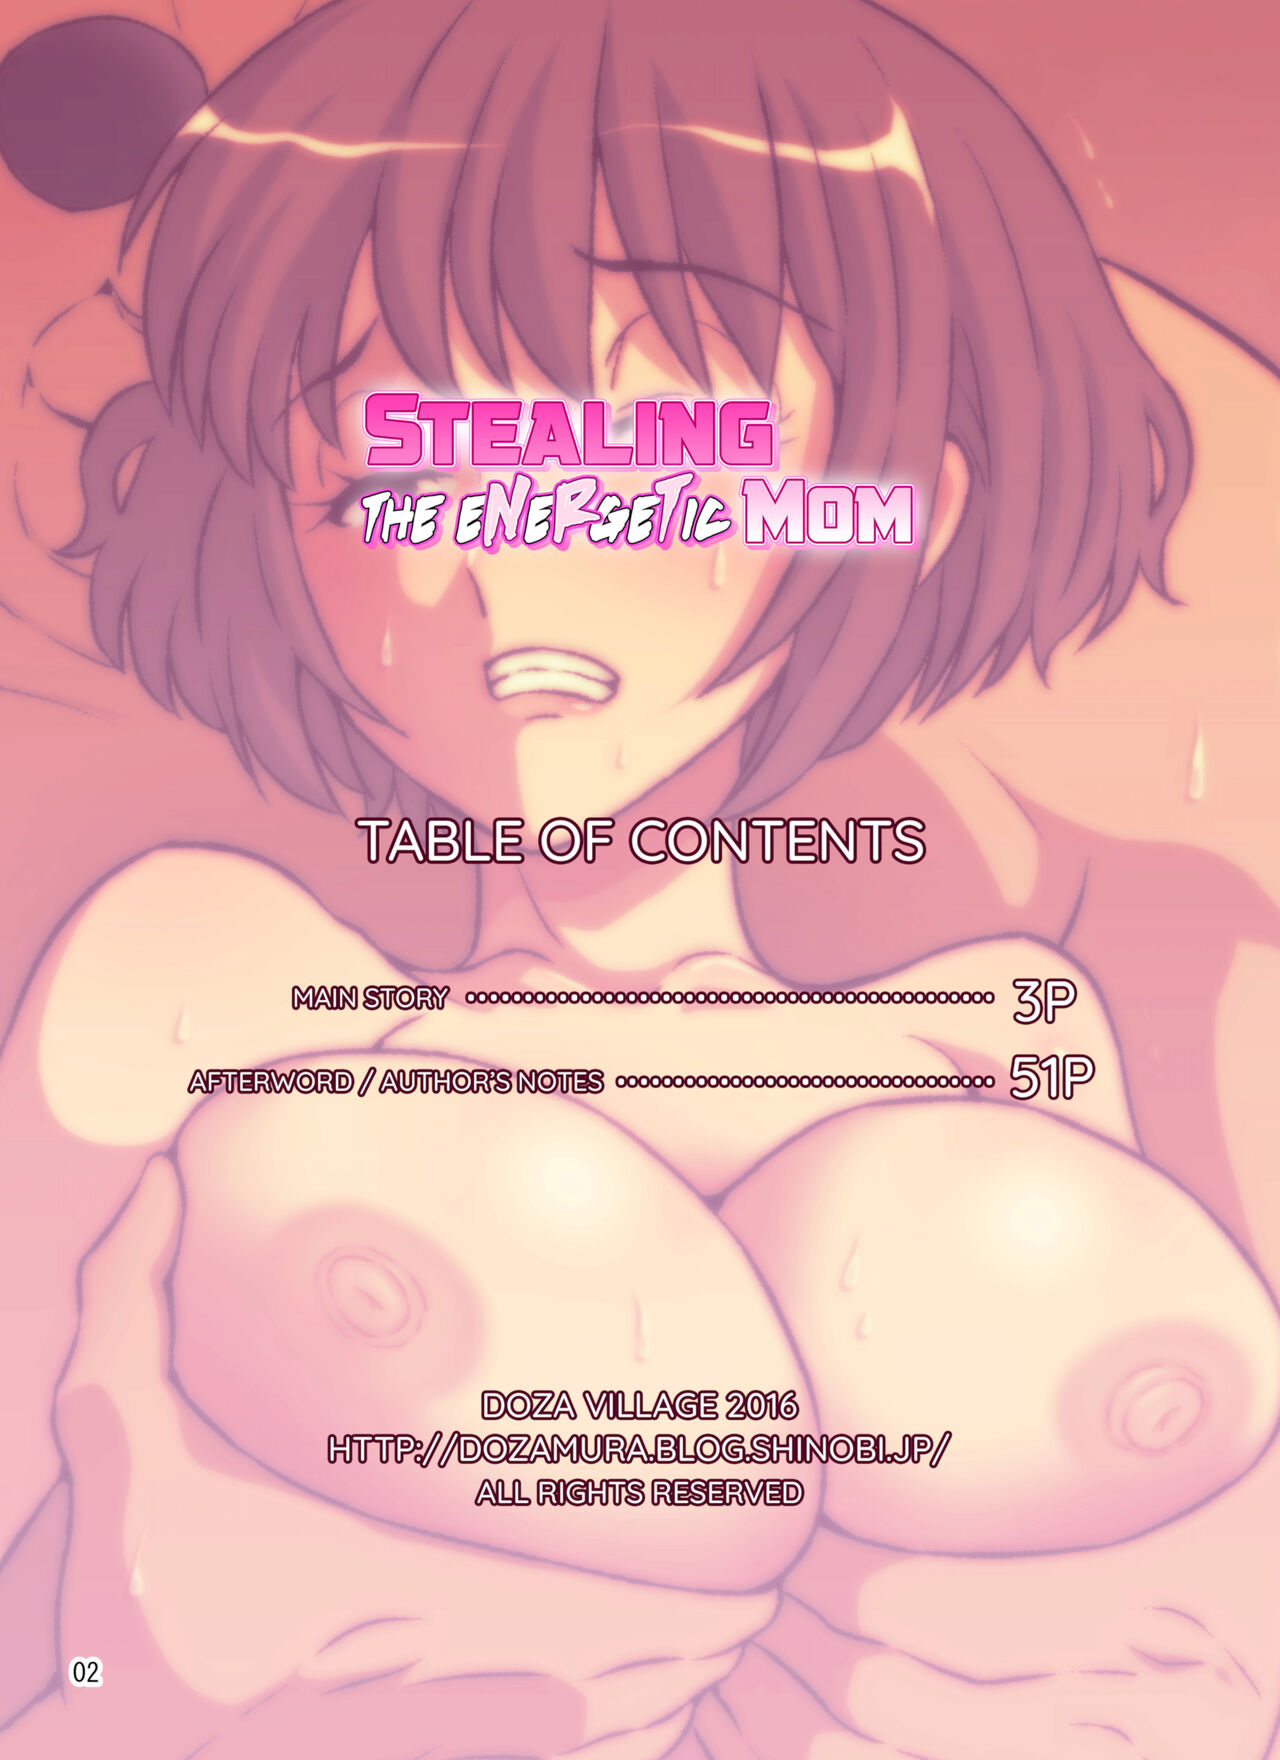 STEALING
THE ENERGETIC MOM
TABLE OF CONTENTS
MAIN STORY 3P
AFTERWORD / AUTHOR'S NOTES 51P
DOZA VILLAGE 2016
HTTP://DOZAMURA.BLOG.SHINOBI.JP/
ALL RIGHTS RESERVED
02